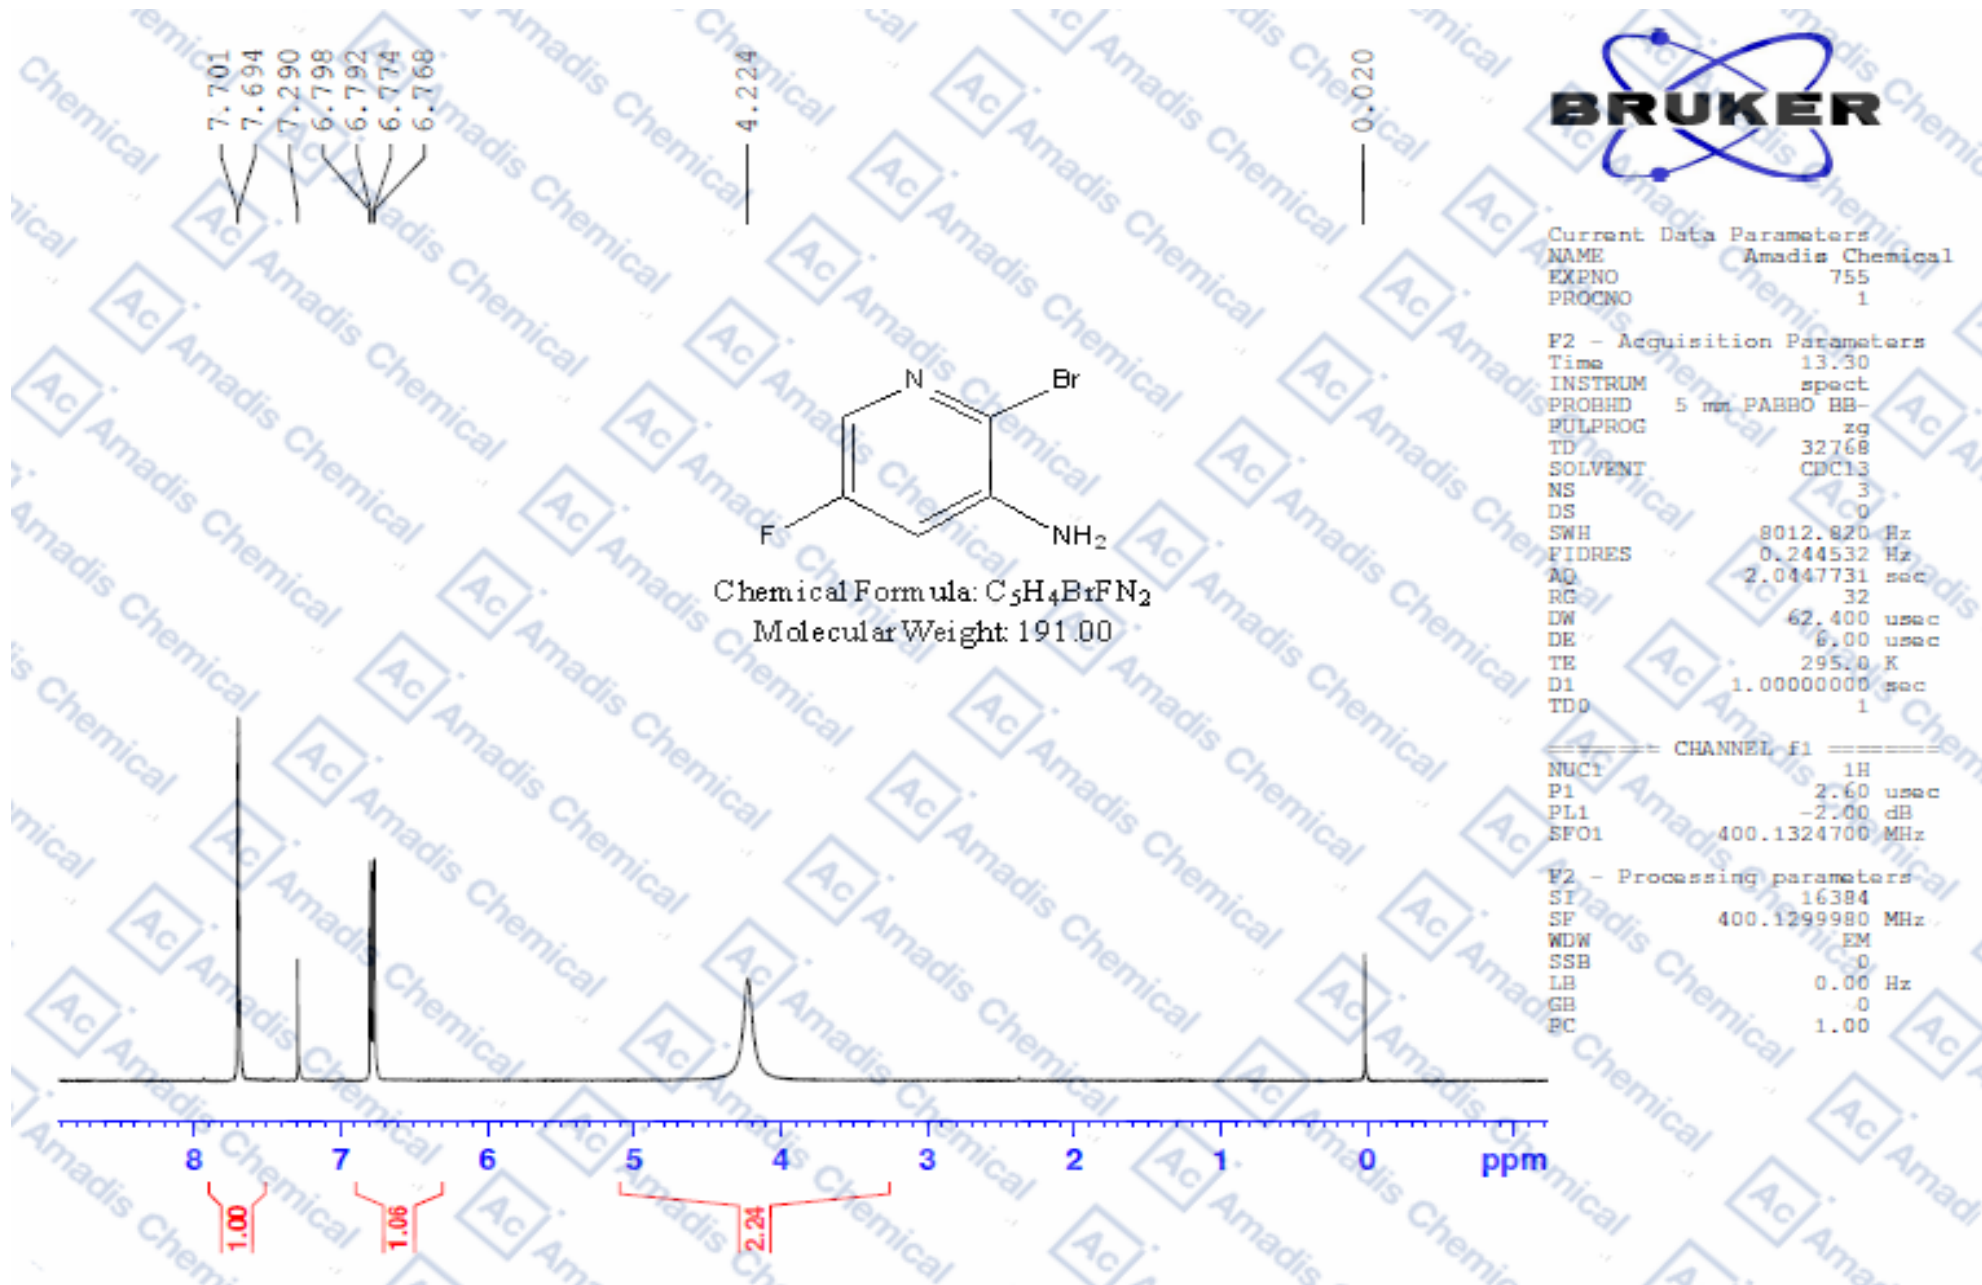 7.701
7.694
7.290
6.798
6.792
6.774
6.768
4.224
0.020
BRUKER
Current Data Parameters
NAME Amadis Chemical
EXPNO 755
PROCNO 1
F2 - Acquisition Parameters
Time 13.30
INSTRUM spect
PROBHD 5 mm PABBO BB-
PULPROG zg
TD 32768
SOLVENT CDCl3
NS 3
DS 0
SWH 8012.820 Hz
FIDRES 0.244532 Hz
AQ 2.0447731 sec
RG 32
DW 62.400 usec
DE 6.00 usec
TE 295.0 K
D1 1.00000000 sec
TD0 1
======== CHANNEL f1 ========
NUC1 1H
P1 2.60 usec
PL1 -2.00 dB
SFO1 400.1324700 MHz
F2 - Processing parameters
SI 16384
SF 400.1299980 MHz
WDW EM
SSB 0
LB 0.00 Hz
GB 0
PC 1.00
N
Br
F
NH2
Chemical Formula: C5H4BrFN2
Molecular Weight: 191.00
8 7 6 5 4 3 2 1 0 ppm
1.00
1.06
2.24
Ac Amadis Chemical